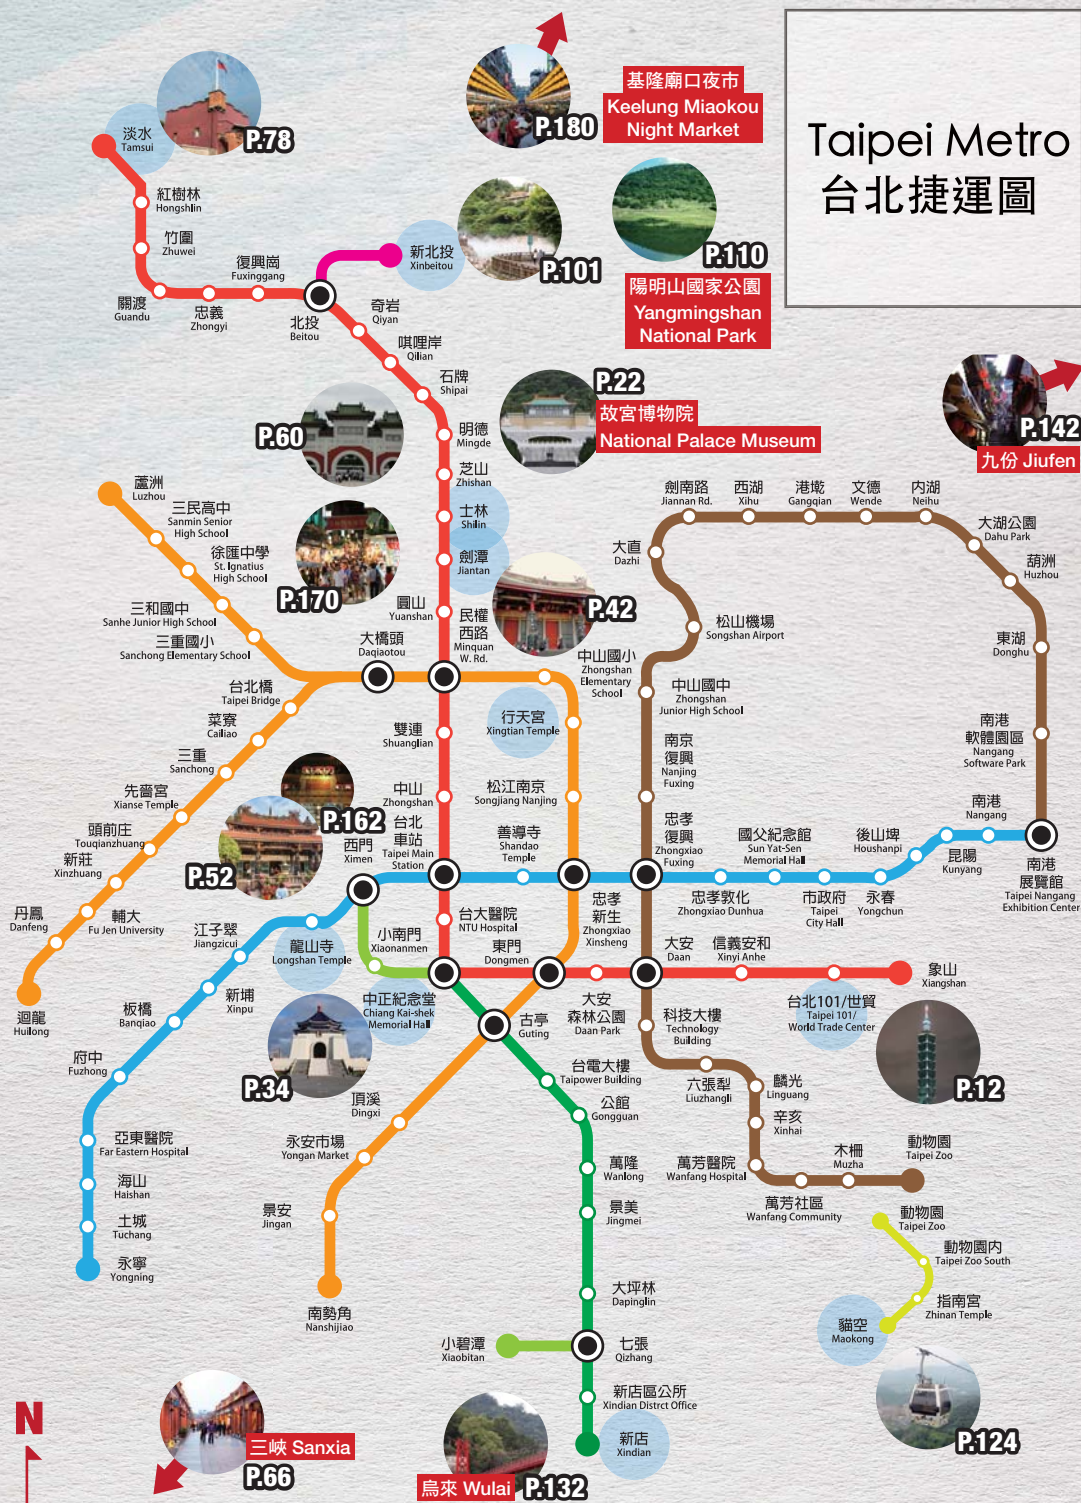 Taipei Metro
台北捷運圖
P.180
基隆廟口夜市
Keelung Miaokou
Night Market
P.78
淡水
Tamsui
紅樹林
Hongshlin
竹圍
Zhuwei
關渡
Guandu
忠義
Zhongyi
復興崗
Fuxinggang
北投
Beitou
新北投
Xinbeitou
P.101
P.110
陽明山國家公園
Yangmingshan
National Park
奇岩
Qiyan
唭哩岸
Qilian
石牌
Shipai
明德
Mingde
芝山
Zhishan
士林
Shilin
劍潭
Jiantan
圓山
Yuanshan
民權
西路
Minquan
W. Rd.
P.60
P.22
故宮博物院
National Palace Museum
P.142
九份 Jiufen
P.170
P.42
蘆洲
Luzhou
三民高中
Sanmin Senior
High School
徐匯中學
St. Ignatius
High School
三和國中
Sanhe Junior High School
三重國小
Sanchong Elementary School
大橋頭
Daqiaotou
台北橋
Taipei Bridge
菜寮
Cailiao
三重
Sanchong
先嗇宮
Xianse Temple
頭前庄
Touqianzhuang
新莊
Xinzhuang
輔大
Fu Jen University
丹鳳
Danfeng
迴龍
Huilong
中山國小
Zhongshan
Elementary
School
行天宮
Xingtian Temple
松江南京
Songjiang Nanjing
雙連
Shuanglian
中山
Zhongshan
台北
車站
Taipei Main
Station
善導寺
Shandao
Temple
忠孝
新生
Zhongxiao
Xinsheng
劍南路
Jiannan Rd.
西湖
Xihu
港墘
Gangqian
文德
Wende
內湖
Neihu
大湖公園
Dahu Park
葫洲
Huzhou
東湖
Donghu
南港
軟體園區
Nangang
Software Park
大直
Dazhi
松山機場
Songshan Airport
中山國中
Zhongshan
Junior High School
南京
復興
Nanjing
Fuxing
忠孝
復興
Zhongxiao
Fuxing
國父紀念館
Sun Yat-Sen
Memorial Hall
後山埤
Houshanpi
南港
Nangang
昆陽
Kunyang
南港
展覽館
Taipei Nangang
Exhibition Center
忠孝敦化
Zhongxiao Dunhua
市政府
Taipei
City Hall
永春
Yongchun
P.162
P.52
西門
Ximen
小南門
Xiaonanmen
台大醫院
NTU Hospital
東門
Dongmen
龍山寺
Longshan Temple
江子翠
Jiangzicui
新埔
Xinpu
板橋
Banqiao
府中
Fuzhong
亞東醫院
Far Eastern Hospital
海山
Haishan
土城
Tuchang
永寧
Yongning
中正紀念堂
Chiang Kai-shek
Memorial Hall
P.34
古亭
Guting
大安
森林公園
Daan Park
大安
Daan
信義安和
Xinyi Anhe
台北101/世貿
Taipei 101/
World Trade Center
象山
Xiangshan
P.12
科技大樓
Technology
Building
六張犁
Liuzhangli
麟光
Linguang
辛亥
Xinhai
萬芳醫院
Wanfang Hospital
萬芳社區
Wanfang Community
木柵
Muzha
動物園
Taipei Zoo
動物園
Taipei Zoo
動物園內
Taipei Zoo South
指南宮
Zhinan Temple
貓空
Maokong
P.124
頂溪
Dingxi
永安市場
Yongan Market
景安
Jingan
南勢角
Nanshijiao
台電大樓
Taipower Building
公館
Gongguan
萬隆
Wanlong
景美
Jingmei
大坪林
Dapinglin
小碧潭
Xiaobitan
七張
Qizhang
新店區公所
Xindian Distrct Office
新店
Xindian
N
三峽 Sanxia
P.66
烏來 Wulai
P.132